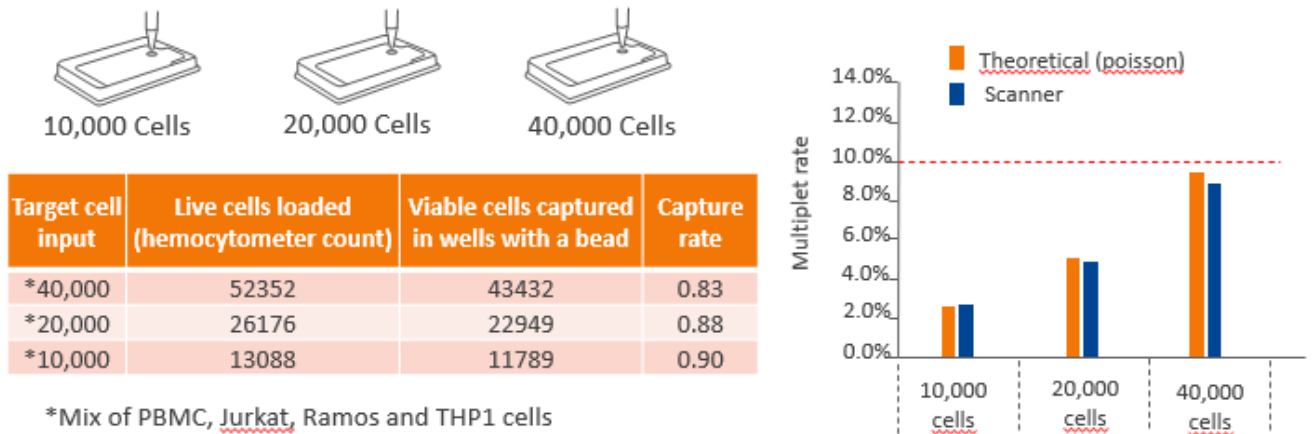 10,000 Cells
20,000 Cells
40,000 Cells
Target cell input
Live cells loaded (hemocytometer count)
Viable cells captured in wells with a bead
Capture rate
*40,000 52352 43432 0.83
*20,000 26176 22949 0.88
*10,000 13088 11789 0.90
*Mix of PBMC, Jurkat, Ramos and THP1 cells
Theoretical (poisson)
Scanner
Multiplet rate
14.0%
12.0%
10.0%
8.0%
6.0%
4.0%
2.0%
0.0%
10,000
cells
20,000
cells
40,000
cells